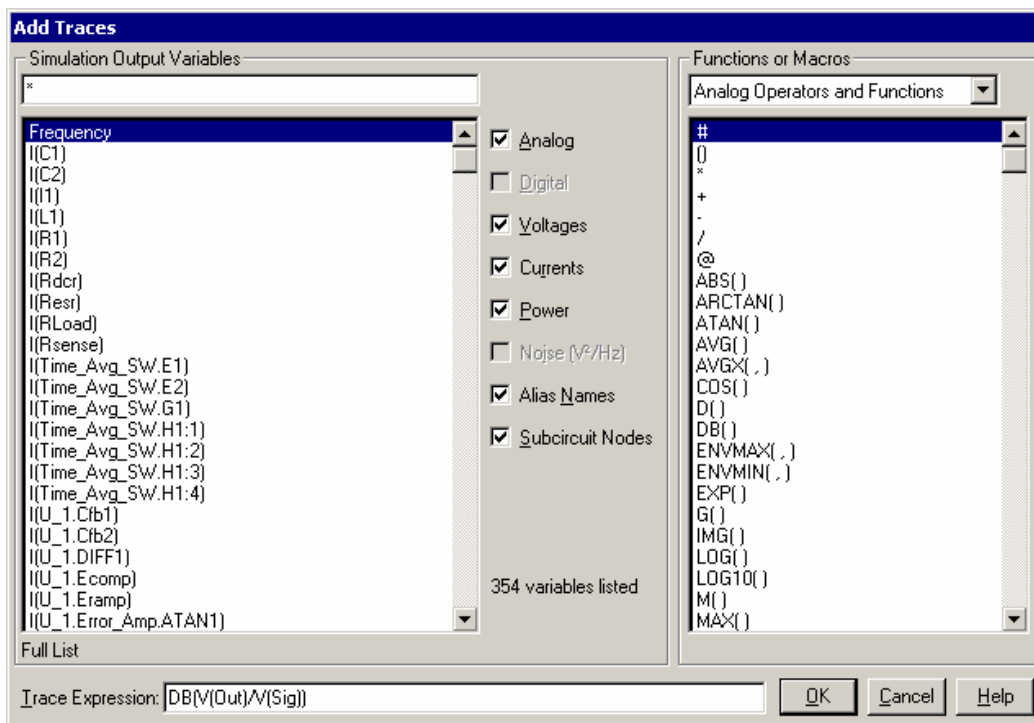 Add Traces
Simulation Output Variables
*
Frequency
I(C1)
I(C2)
I(I1)
I(L1)
I(R1)
I(R2)
I(Rdcr)
I(Resr)
I(RLoad)
I(Rsense)
I(Time_Avg_SW.E1)
I(Time_Avg_SW.E2)
I(Time_Avg_SW.G1)
I(Time_Avg_SW.H1:1)
I(Time_Avg_SW.H1:2)
I(Time_Avg_SW.H1:3)
I(Time_Avg_SW.H1:4)
I(U_1.Cfb1)
I(U_1.Cfb2)
I(U_1.DIFF1)
I(U_1.Ecomp)
I(U_1.Eramp)
I(U_1.Error_Amp.ATAN1)
Full List
Analog
Digital
Voltages
Currents
Power
Noise (V²/Hz)
Alias Names
Subcircuit Nodes
354 variables listed
Functions or Macros
Analog Operators and Functions
#
()
*
+
-
/
@
ABS( )
ARCTAN( )
ATAN( )
AVG( )
AVGX( , )
COS( )
D( )
DB( )
ENVMAX( , )
ENVMIN( , )
EXP( )
G( )
IMG( )
LOG( )
LOG10( )
M( )
MAX( )
Trace Expression: DB(V(Out)/V(Sig))
OK Cancel Help